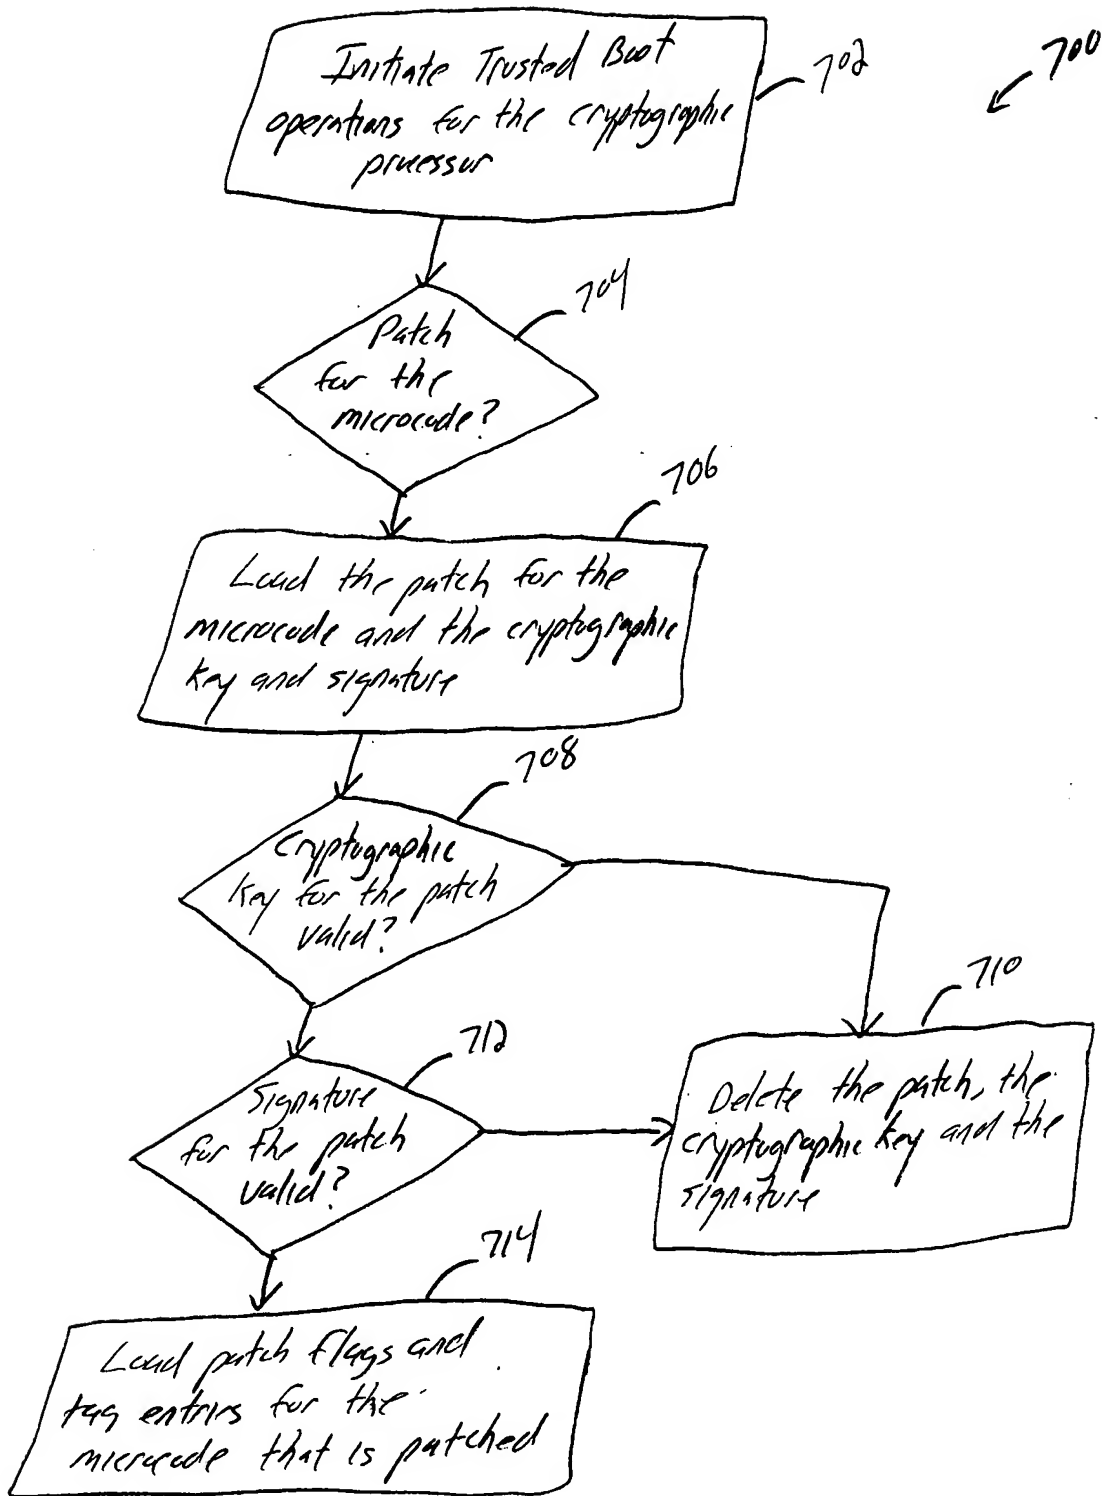 700
Initiate Trusted Boot
operations for the cryptographic
processor
702
Patch
for the
microcode?
704
706
Load the patch for the
microcode and the cryptographic
key and signature
708
Cryptographic
key for the patch
valid?
710
Delete the patch, the
cryptographic key and the
signature
712
Signature
for the patch
valid?
714
Load patch flags and
tag entries for the
microcode that is patched